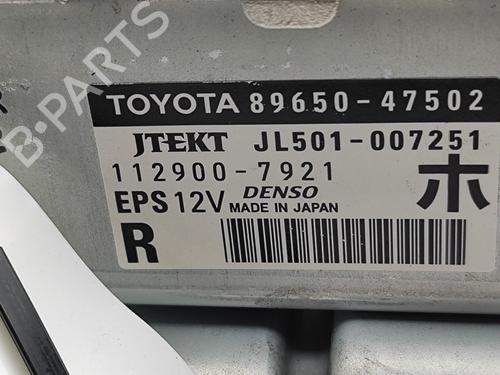 B-PARTS
R
TOYOTA 89650-47502
JTEKT JL501-007251
112900-7921
EPS 12V DENSO MADE IN JAPAN
ホ
R